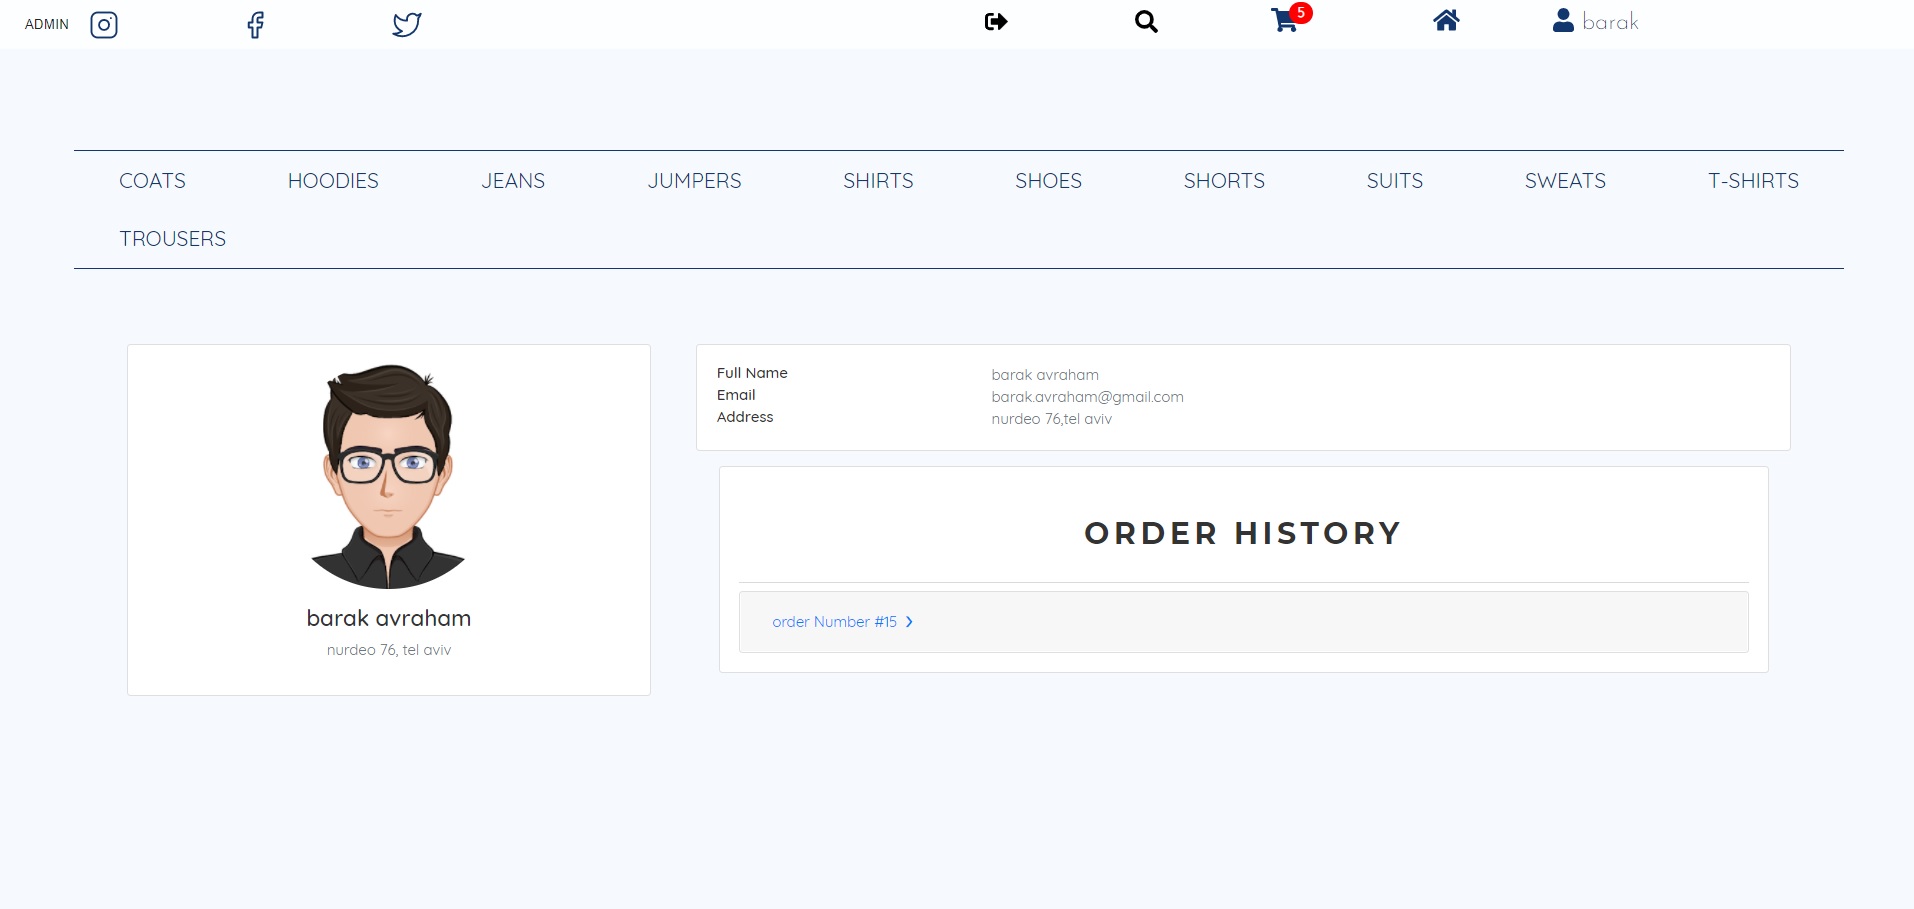 ADMIN 5 barak
COATS HOODIES JEANS JUMPERS SHIRTS SHOES SHORTS SUITS SWEATS T-SHIRTS
TROUSERS
barak avraham
nurdeo 76, tel aviv
Full Name barak avraham
Email barak.avraham@gmail.com
Address nurdeo 76,tel aviv
ORDER HISTORY
order Number #15